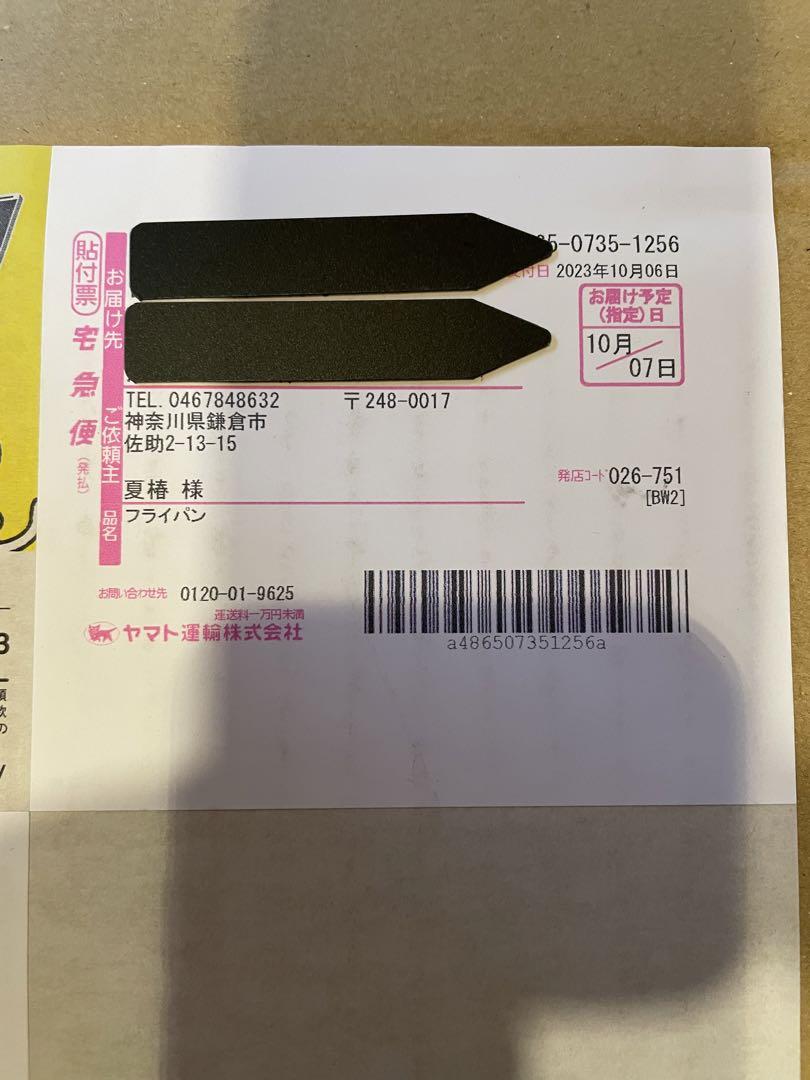 5-0735-1256
付日 2023年10月06日
お届け予定
(指定)日
10月
07日
貼付票
宅急便
(発払)
お届け先
ご依頼主
TEL. 0467848632 〒248-0017
神奈川県鎌倉市
佐助2-13-15
夏椿 様
発店コード 026-751
[BW2]
品名
フライパン
お問い合わせ先 0120-01-9625
運送料一万円未満
ヤマト運輸株式会社
a486507351256a
3
の